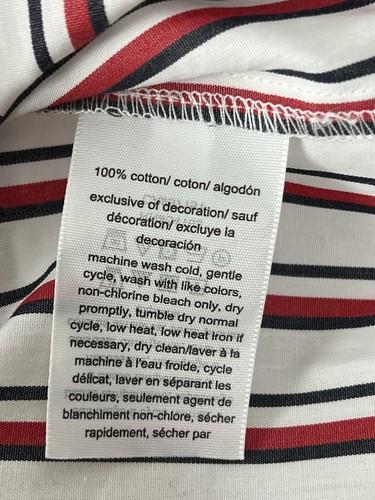 100% cotton/ coton/ algodón
exclusive of decoration/ sauf
décoration/ excluye la
decoración
machine wash cold, gentle
cycle, wash with like colors,
non-chlorine bleach only, dry
promptly, tumble dry normal
cycle, low heat, low heat iron if
necessary, dry clean/laver à la
machine à l'eau froide, cycle
délicat, laver en séparant les
couleurs, seulement agent de
blanchiment non-chlore, sécher
rapidement, sécher par